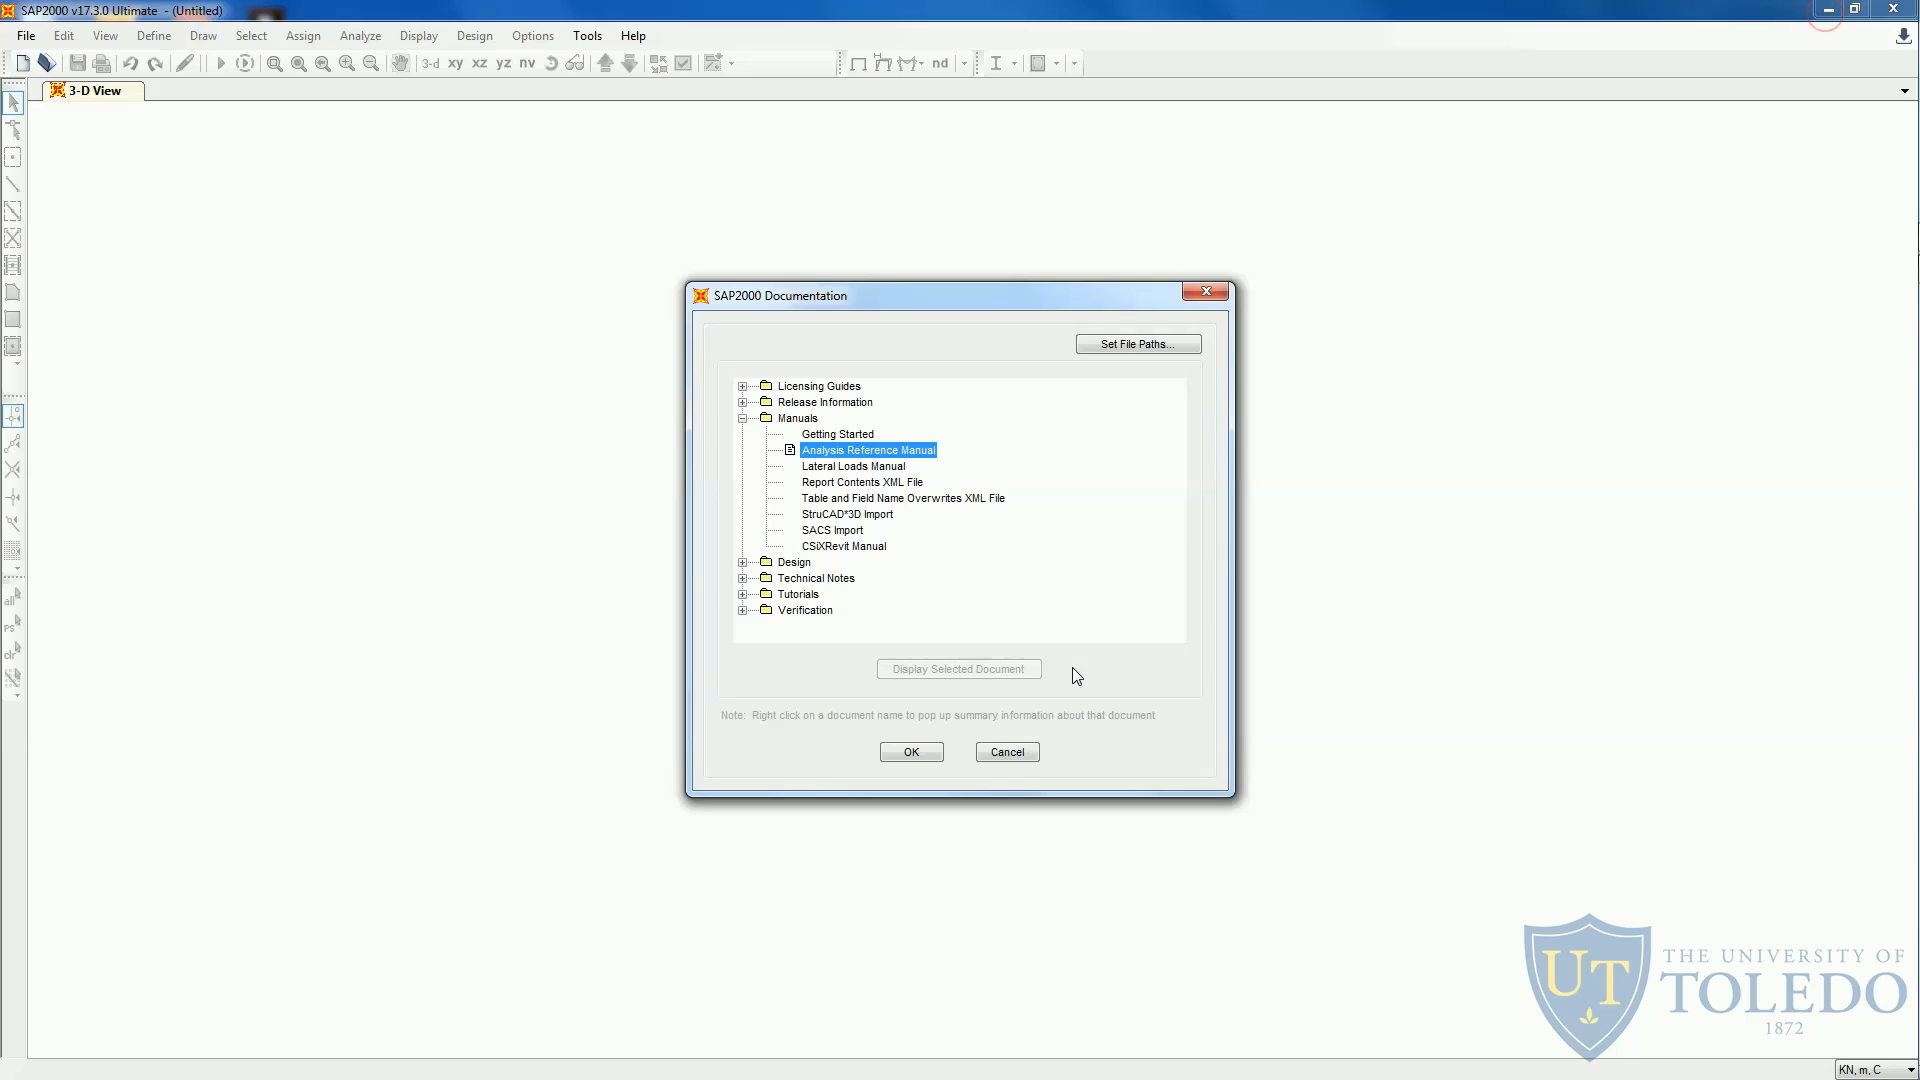 SAP2000 v17.3.0 Ultimate - (Untitled)
File Edit View Define Draw Select Assign Analyze Display Design Options Tools Help
3-d xy xz yz nv nd
3-D View
SAP2000 Documentation
Set File Paths...
Licensing Guides
Release Information
Manuals
Getting Started
Analysis Reference Manual
Lateral Loads Manual
Report Contents XML File
Table and Field Name Overwrites XML File
StruCAD*3D Import
SACS Import
CSiXRevit Manual
Design
Technical Notes
Tutorials
Verification
Display Selected Document
Note: Right click on a document name to pop up summary information about that document
OK Cancel
all
PS
clr
UT
THE UNIVERSITY OF
TOLEDO
1872
KN, m, C